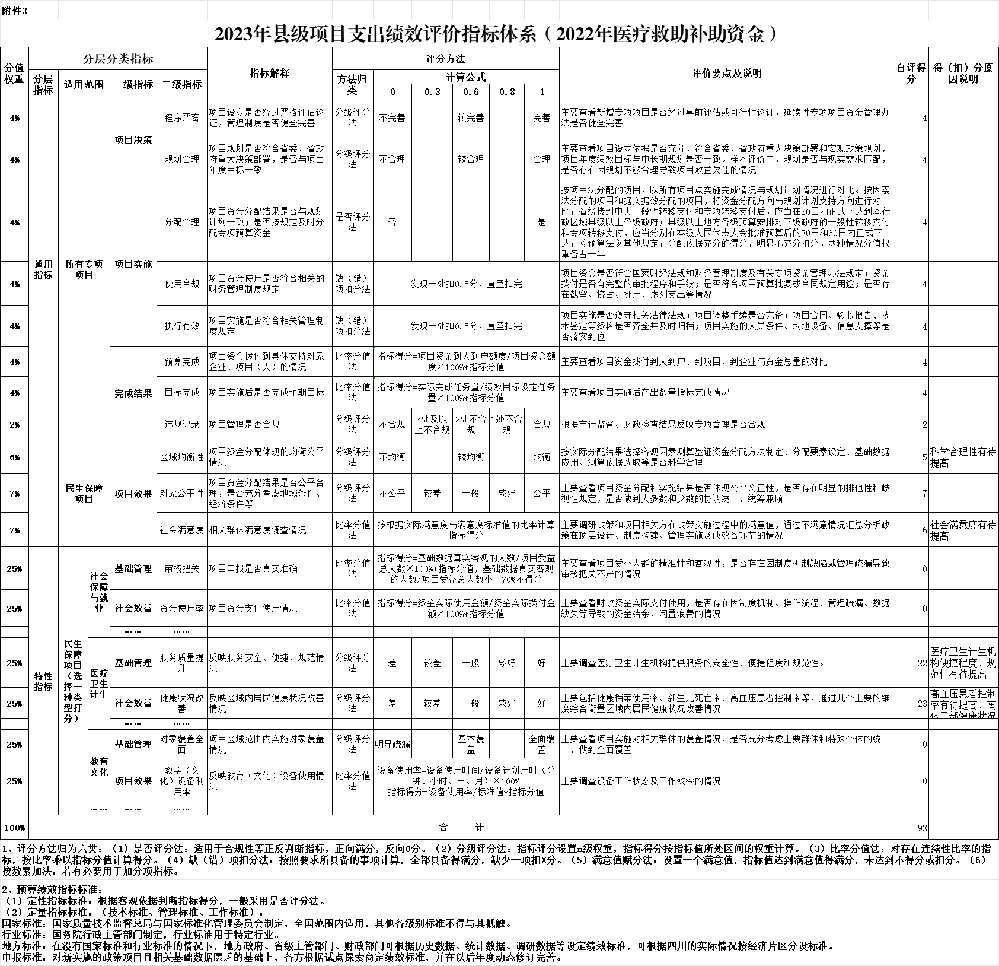 附件3
2023年县级项目支出绩效评价指标体系（2022年医疗救助补助资金）
分值
权重
分层分类指标
指标解释
评分方法
评价要点及说明
自评得
分
得（扣）分原
因说明
分层
指标
适用范围
一级指标
二级指标
方法归
类
计算公式
0
0.3
0.6
0.8
1
4%
通用
指标
所有专项
项目
项目决策
程序严密
项目设立是否经过严格评估论
证，管理制度是否健全完善
分级评分
法
不完善
较完善
完善
主要查看新增专项项目是否经过事前评估或可行性论证，延续性专项项目资金管理办
法是否健全完善
4
4%
规划合理
项目规划是否符合省委、省政
府重大决策部署，是否与项目
年度目标一致
分级评分
法
不合理
较合理
合理
主要查看项目设立依据是否充分，符合省委、省政府重大决策部署和宏观政策规划，
项目年度绩效目标与中长期规划是否一致。样本评价中，规划是否与现实需求匹配，
是否存在因规划不够合理导致项目效益欠佳的情况
4
4%
项目实施
分配合理
项目资金分配结果是否与规划
计划一致；是否按规定及时分
配专项预算资金
是否评分
法
否
是
按项目法分配的项目，以所有项目点实施完成情况与规划计划情况进行对比。按因素
法分配的项目和据实据效分配的项目，将资金分配方向与规划计划支持方向进行对
比；省级接到中央一般性转移支付和专项转移支付后，应当在30日内正式下达到本行
政区域县级以上各级政府；县级以上地方各级预算安排对下级政府的一般性转移支付
和专项转移支付，应当分别在本级人民代表大会批准预算后的30日和60日内正式下
达；《预算法》其他规定；分配依据充分的得分，明显不充分扣分。两种情况分值权
重各占一半
4
4%
使用合规
项目资金使用是否符合相关的
财务管理制度规定
缺（错）
项扣分法
发现一处扣0.5分，直至扣完
项目资金是否符合国家财经法规和财务管理制度及有关专项资金管理办法规定；资金
拨付是否有完整的审批程序和手续；是否符合项目预算批复或合同规定用途；是否存
在截留、挤占、挪用、虚列支出等情况
4
4%
执行有效
项目实施是否符合相关管理制
度规定
缺（错）
项扣分法
发现一处扣0.5分，直至扣完
项目实施是否遵守相关法律法规；项目调整手续是否完备；项目合同、验收报告、技
术鉴定等资料是否齐全并及时归档；项目实施的人员条件、场地设备、信息支撑等是
否落实到位
4
4%
完成结果
预算完成
项目资金拨付到具体支持对象
企业、项目（人）的情况
比率分值
法
指标得分=项目资金到人到户额度/项目资金额
度×100%*指标分值
主要查看项目资金拨付到人到户、到项目、到企业与资金总量的对比
4
4%
目标完成
项目实施后是否完成预期目标
比率分值
法
指标得分=实际完成任务量/绩效目标设定任务
量×100%*指标分值
主要查看项目实施后产出数量指标完成情况
4
2%
违规记录
项目管理是否合规
分级评分
法
不合规
3处及以
上不合规
2处不合
规
1处不合
规
合规
根据审计监督、财政检查结果反映专项管理是否合规
2
6%
民生保障
项目
项目效果
区域均衡性
项目资金分配体现的均衡公平
情况
分级评分
法
不均衡
较均衡
均衡
按实际分配结果选择客观因素测算验证资金分配方法制定、分配要素设定、基础数据
应用、测算依据选取等是否科学合理
5
科学合理性有待
提高
7%
对象公平性
项目资金分配结果是否公平合
理，是否充分考虑地域条件、
经济条件等
分级评分
法
不公平
较差
一般
较好
公平
主要查看项目资金分配和实施结果是否体现公平公正性，是否存在明显的排他性和歧
视性规定，是否做到大多数和少数的协调统一，统筹兼顾
7
7%
社会满意度
相关群体满意度调查情况
比率分值
法
按根据实际满意度与满意度标准值的比率计算
指标得分
主要调研政策和项目相关方在政策实施过程中的满意值，通过不满意情况汇总分析政
策在顶层设计、制度构建、管理实施及成效各环节的情况
6
社会满意度有待
提高
25%
特性
指标
民生
保障
项目
（选
择一
种类
型打
分）
社会
保障
与就
业
基础管理
审核把关
项目申报是否真实准确
比率分值
法
指标得分=基础数据真实客观的人数/项目受益
总人数×100%*指标分值，基础数据真实客观
的人数/项目受益总人数小于70%不得分
主要查看项目受益人群的精准性和客观性，是否存在因制度机制缺陷或管理疏漏导致
审核把关不严的情况
0
25%
社会效益
资金使用率
项目资金支付使用情况
比率分值
法
指标得分=资金实际使用金额/资金实际拨付金
额×100%*指标分值
主要查看财政资金实际支付使用，是否存在因制度机制、操作流程、管理疏漏、数据
缺失等导致的资金结余，闲置浪费的情况
0
……
……
25%
医疗
卫生
计生
基础管理
服务质量提
升
反映服务安全、便捷、规范情
况
分级评分
法
差
较差
一般
较好
好
主要调查医疗卫生计生机构提供服务的安全性、便捷程度和规范性。
22
医疗卫生计生机
构便捷程度、规
范性有待提高
25%
社会效益
健康状况改
善
反映区域内居民健康状况改善
情况
分级评分
法
差
较差
一般
较好
好
主要包括健康档案使用率、新生儿死亡率、高血压患者控制率等，通过几个主要的维
度综合衡量区域内居民健康状况改善情况
23
高血压患者控制
率有待提高、离
休干部健康状况
……
……
25%
教育
文化
基础管理
对象覆盖全
面
项目区域范围内实施对象覆盖
情况
分级评分
法
明显疏漏
基本覆
盖
全面覆
盖
主要查看项目实施对相关群体的覆盖情况，是否充分考虑主要群体和特殊个体的统
一，做到全面覆盖
0
25%
项目效果
教学（文
化）设备利
用率
反映教育（文化）设备使用情
况
比率分值
法
设备使用率=设备使用时间/设备计划用时（分
钟、小时、日、月）×100%
指标得分=设备使用率/标准值*指标分值
主要调查设备工作状态及工作效率的情况
0
……
……
……
100%
合 计
93
1、评分方法归为六类：（1）是否评分法：适用于合规性等正反判断指标，正向满分，反向0分。（2）分级评分法：指标评分设置n级权重，指标得分按指标值所处区间的权重计算。（3）比率分值法：对存在连续性比率的指
标，按比率乘以指标分值计算得分。（4）缺（错）项扣分法：按照要求所具备的事项计算，全部具备得满分，缺少一项扣X分。（5）满意值赋分法：设置一个满意值，指标值达到满意值得满分，未达到不得分或扣分。（6）
按数累加法：若有必要用于加分项指标。
2、预算绩效指标标准：
（1）定性指标标准：根据客观依据判断指标得分，一般采用是否评分法。
（2）定量指标标准：（技术标准、管理标准、工作标准）：
国家标准：国家质量技术监督总局与国家标准化管理委员会制定，全国范围内适用，其他各级别标准不得与其抵触。
行业标准：国务院行政主管部门制定，行业标准用于特定行业。
地方标准：在没有国家标准和行业标准的情况下，地方政府、省级主管部门、财政部门可根据历史数据、统计数据、调研数据等设定绩效标准，可根据四川的实际情况按经济片区分设标准。
申报标准：对新实施的政策项目且相关基础数据匮乏的基础上，各方根据试点探索商定绩效标准，并在以后年度动态修订完善。